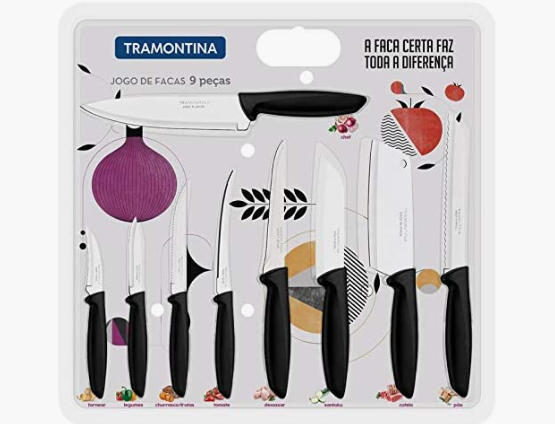 TRAMONTINA
A FACA CERTA FAZ
TODA A DIFERENÇA
JOGO DE FACAS 9 peças
TRAMONTINA
chef
tornear
legumes
churrasco/frutas
tomate
desossar
santoku
cutelo
pão